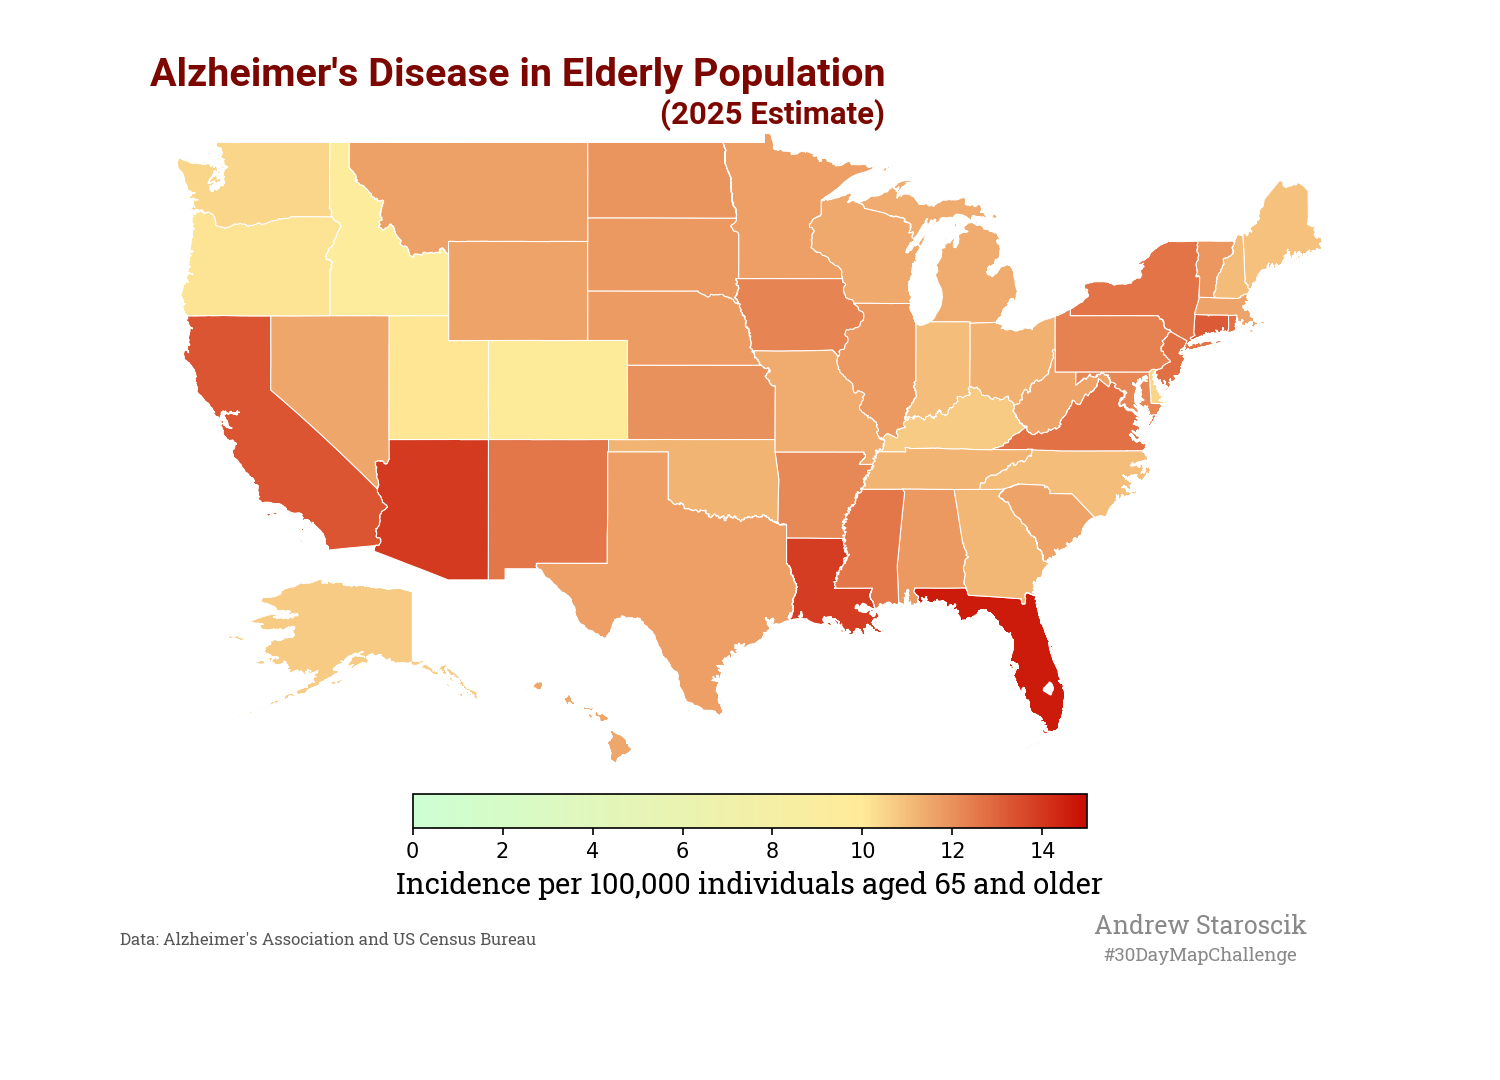 Alzheimer's Disease in Elderly Population
(2025 Estimate)
0 2 4 6 8 10 12 14
Incidence per 100,000 individuals aged 65 and older
Andrew Staroscik
Data: Alzheimer's Association and US Census Bureau
#30DayMapChallenge